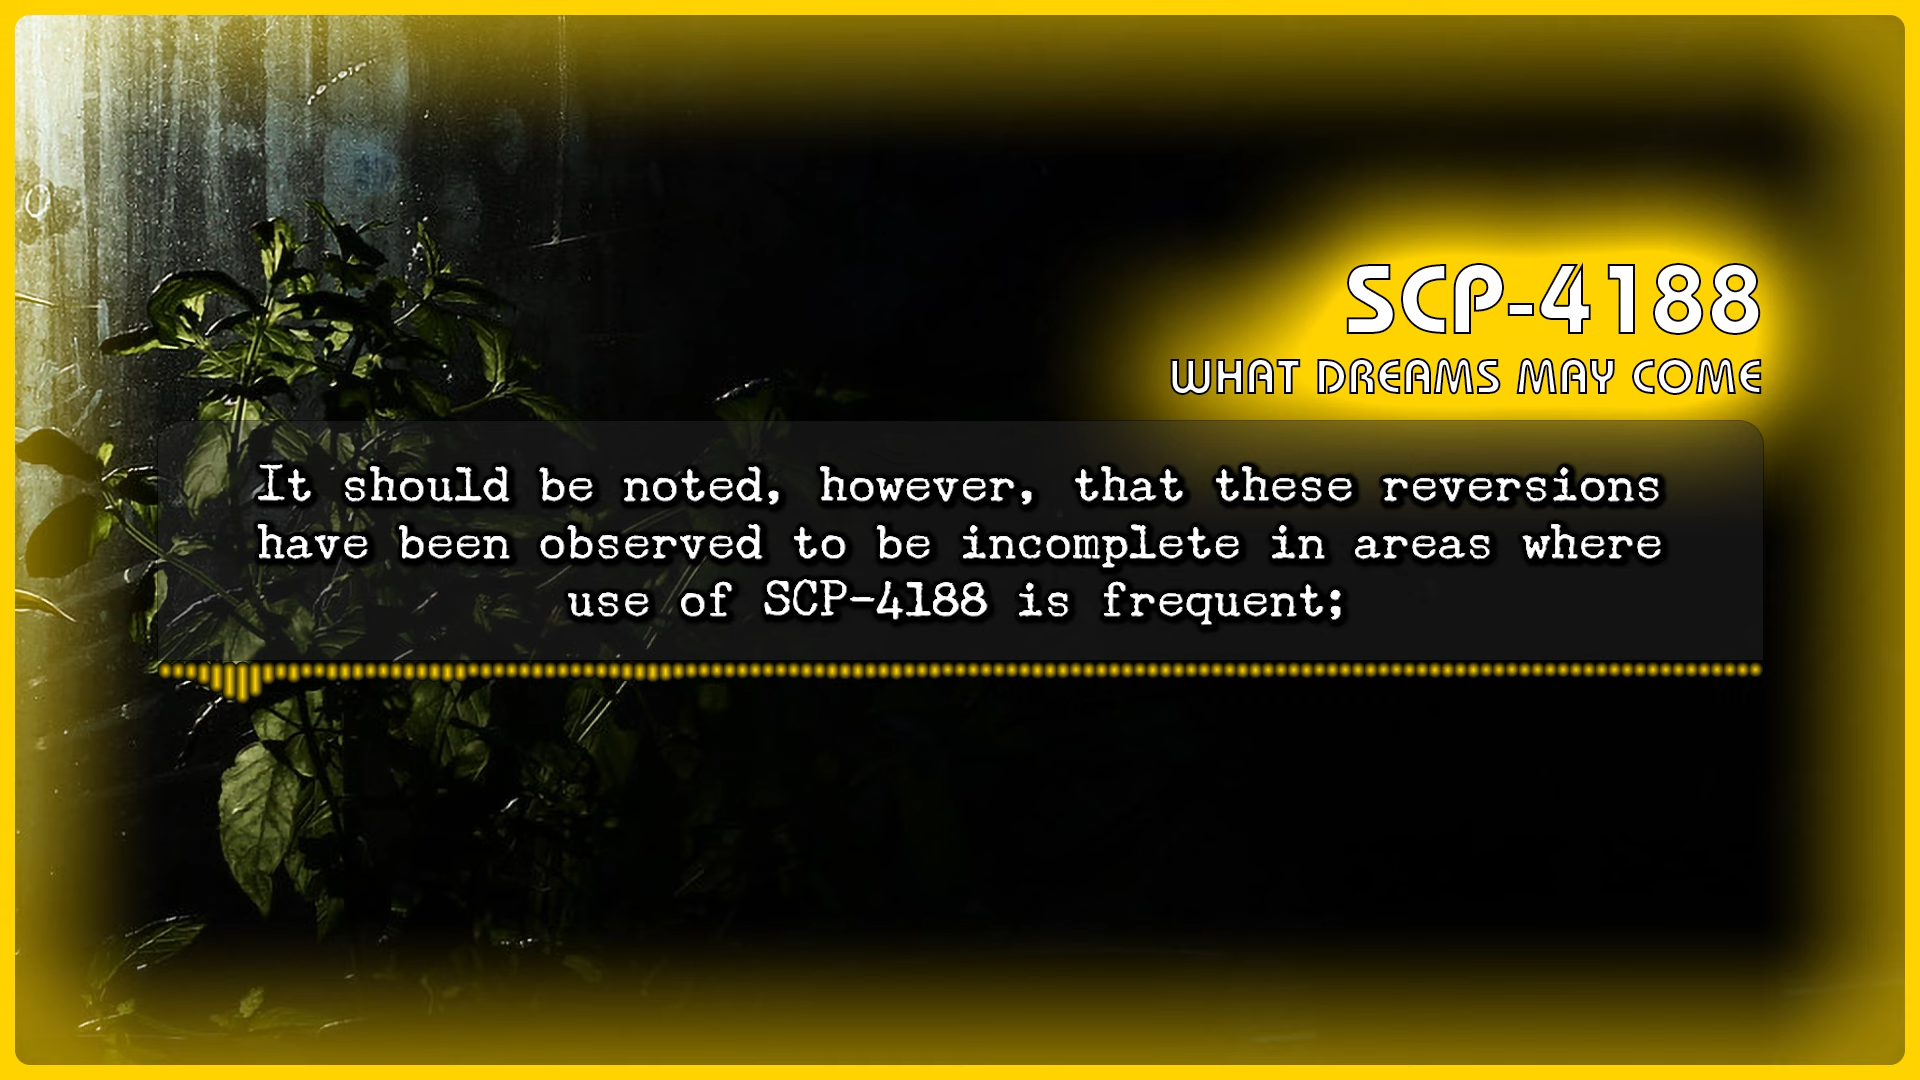 SCP-4188
WHAT DREAMS MAY COME
It should be noted, however, that these reversions
have been observed to be incomplete in areas where
use of SCP-4188 is frequent;